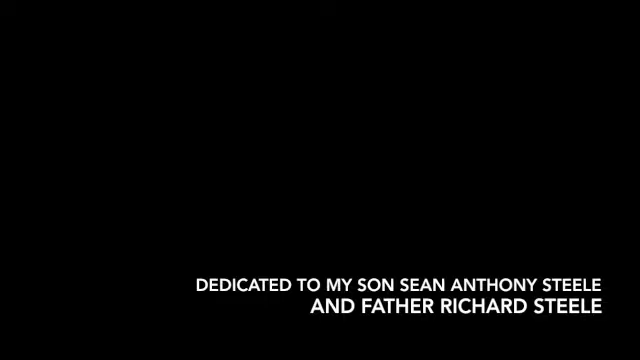 DEDICATED TO MY SON SEAN ANTHONY STEELE
AND FATHER RICHARD STEELE